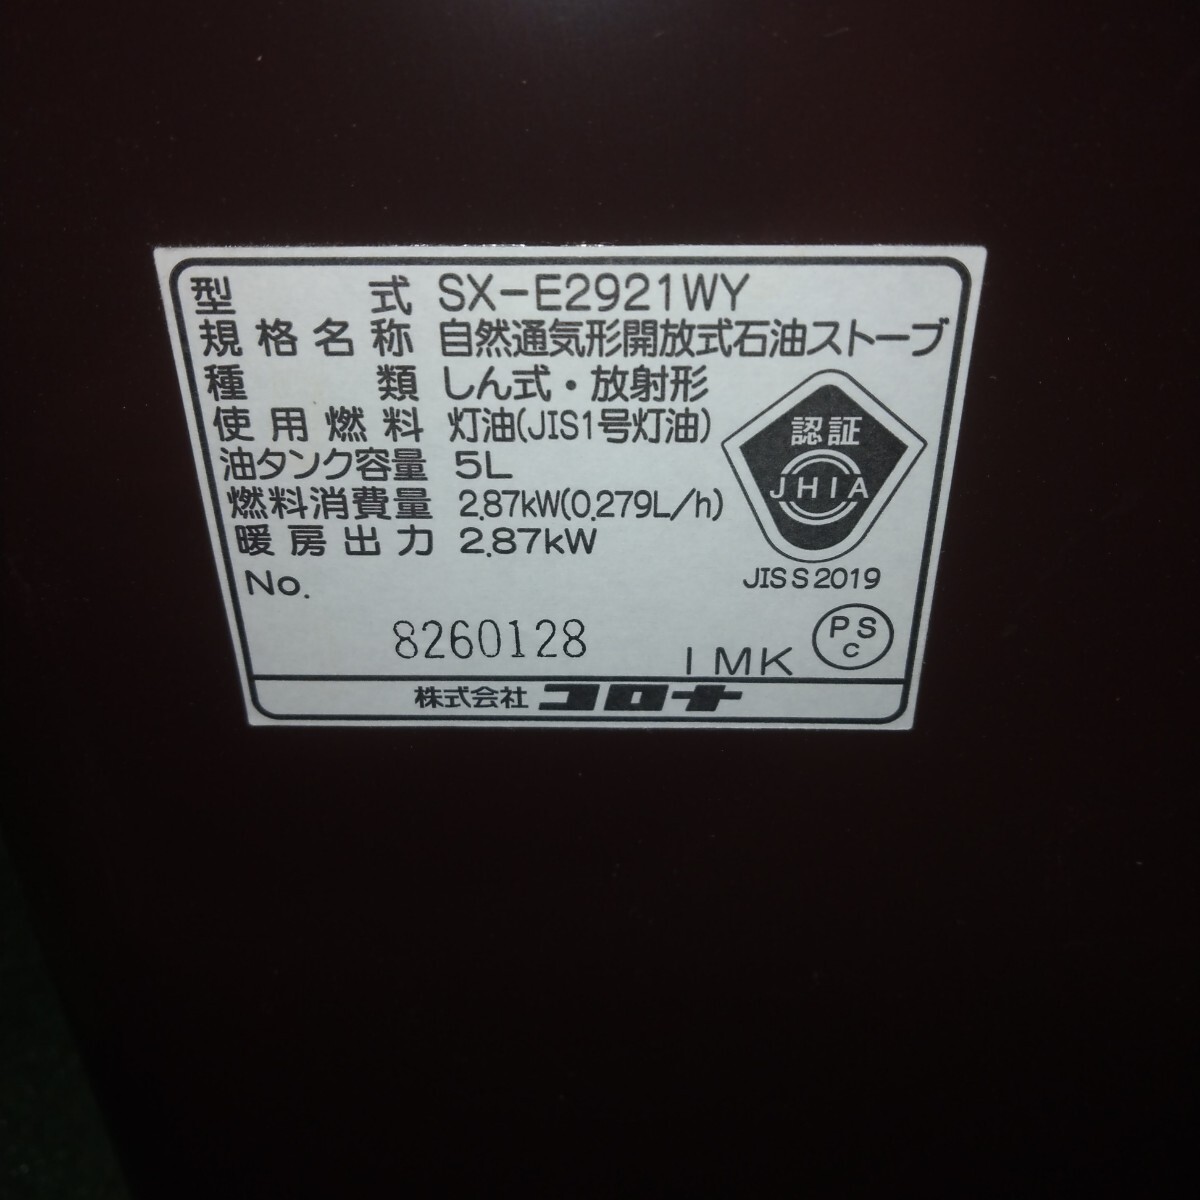 型式 SX-E2921WY
規格名称 自然通気形開放式石油ストーブ
種類 しん式・放射形
使用燃料 灯油(JIS1号灯油)
油タンク容量 5L
燃料消費量 2.87kW(0.279L/h)
暖房出力 2.87kW
認証
JHIA
JIS S 2019
No.
8260128
IMK
PS
C
株式会社 コロナ